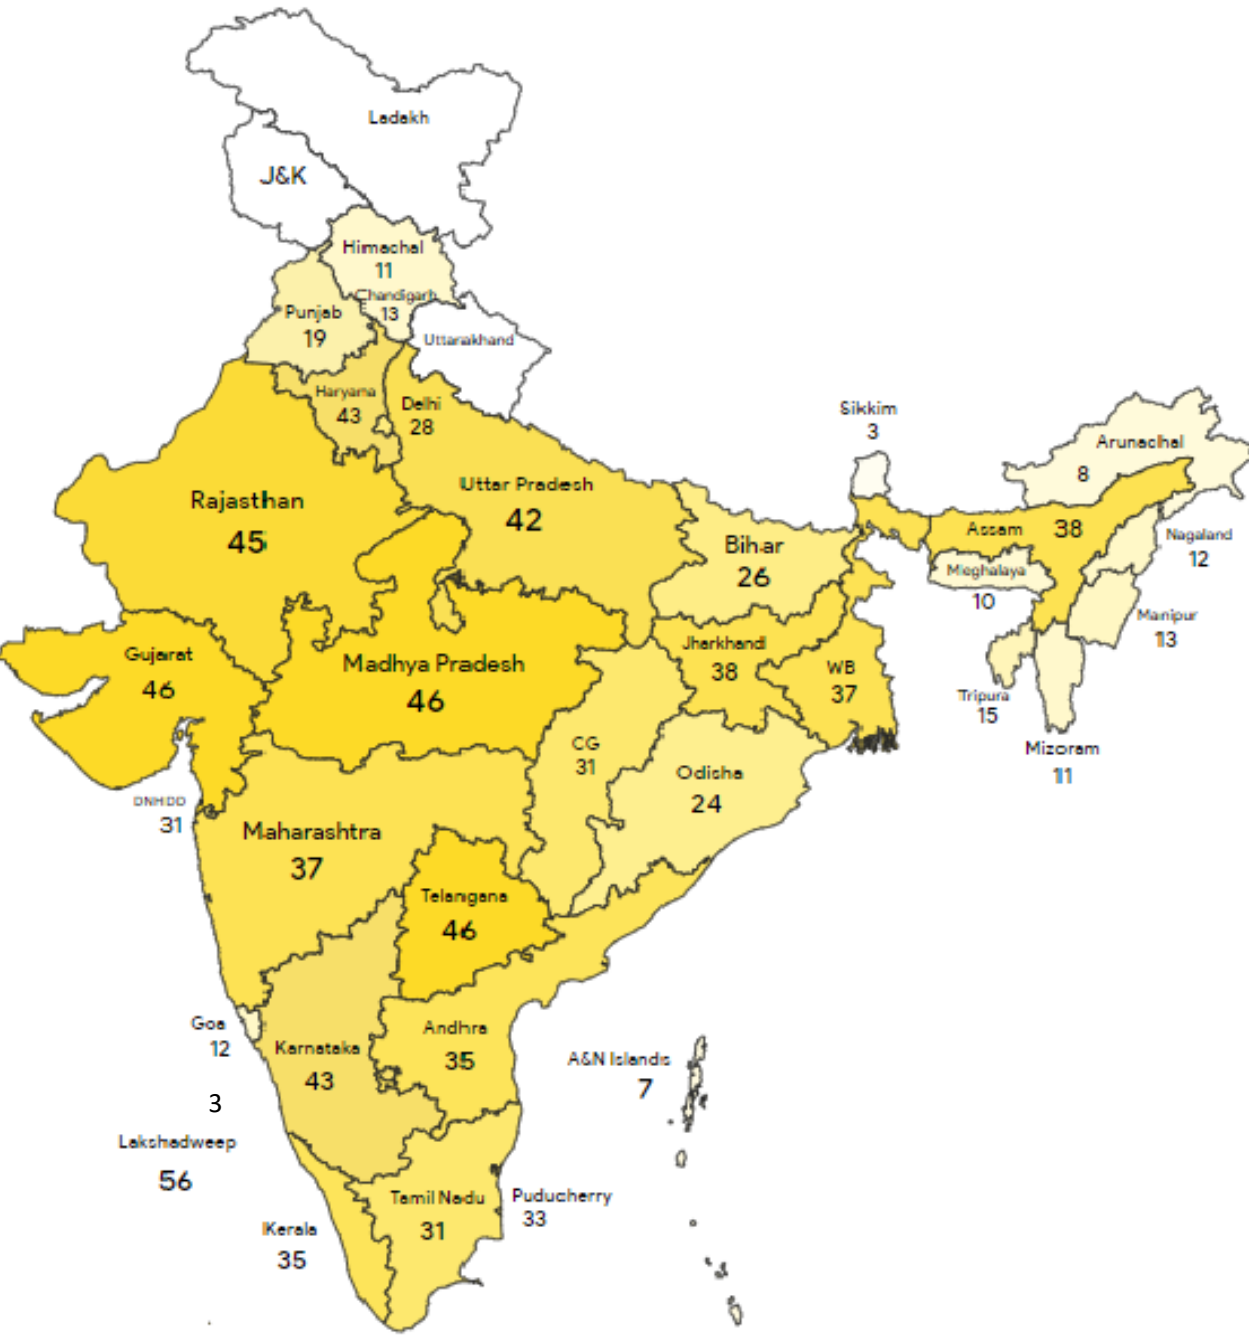 Ladakh
J&K
Himachal
11
Chandigarh
13
Punjab
19
Uttarakhand
Haryana
43
Delhi
28
Sikkim
3
Arunachal
8
Rajasthan
45
Uttar Pradesh
42
Bihar
26
Assam 38
Nagaland
12
Meghalaya
10
Manipur
13
Gujarat
46
Madhya Pradesh
46
Jharkhand
38
WB
37
Tripura
15
Mizoram
11
CG
31
Odisha
24
DNHDD
31
Maharashtra
37
Telangana
46
Goa
12
Karnataka
43
Andhra
35
A&N Islands
7
3
Lakshadweep
56
Kerala
35
Tamil Nadu
31
Puducherry
33